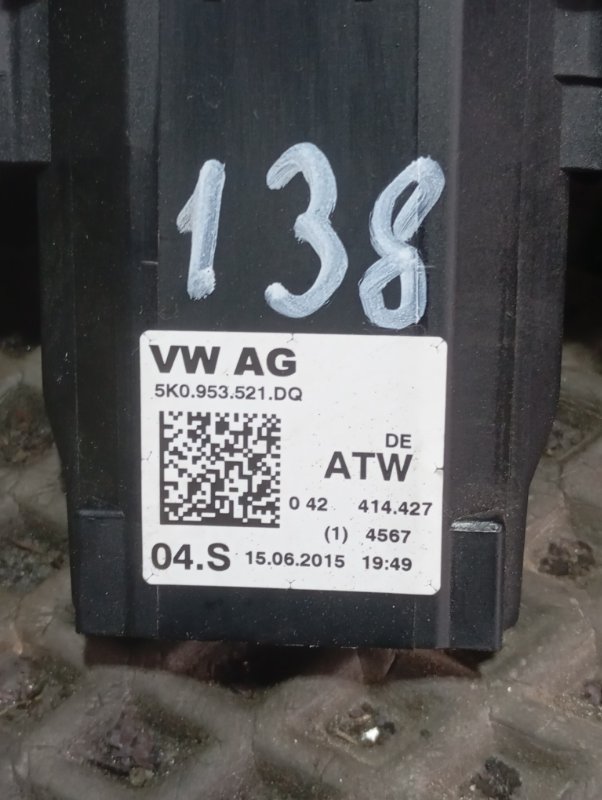 138
VW AG
5K0.953.521.DQ
DE
ATW
0 42 414.427
(1) 4567
04.S 15.06.2015 19:49